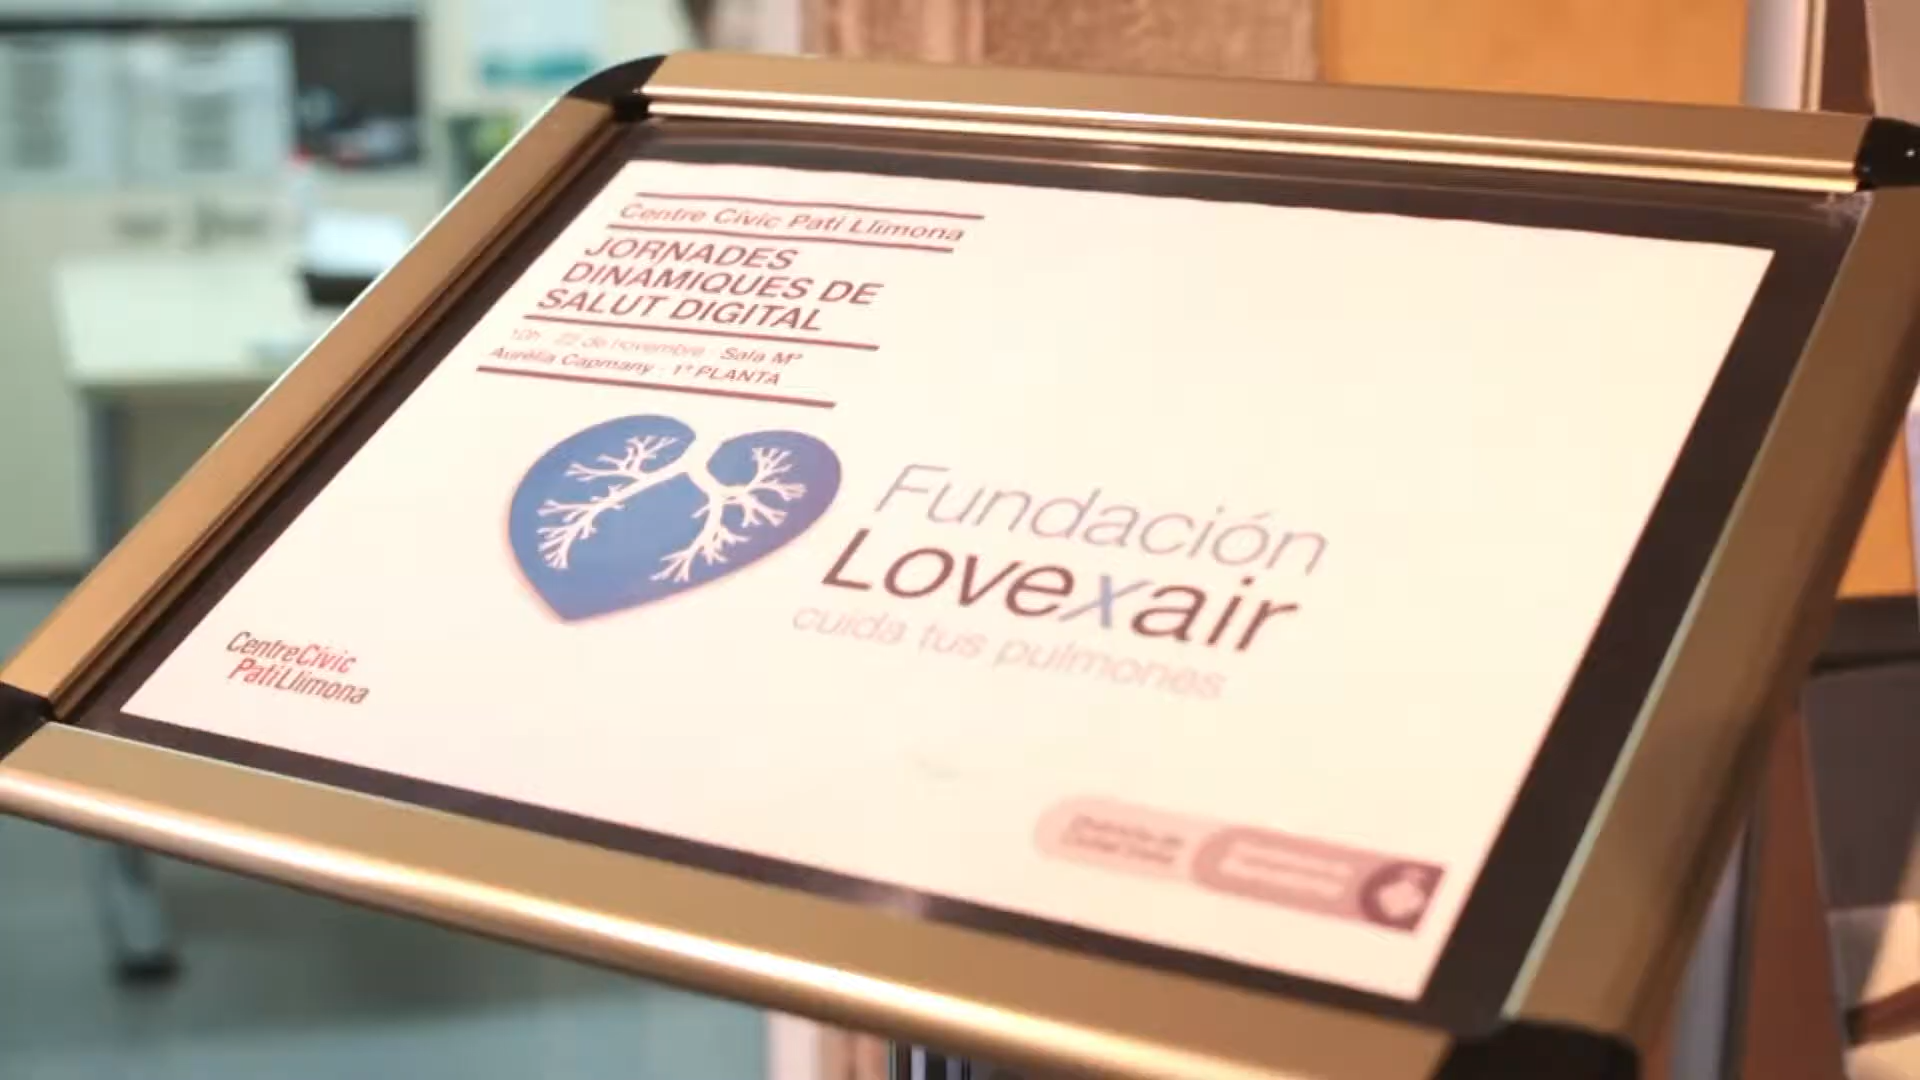 Centre Cívic Pati Llimona
JORNADES
DINAMIQUES DE
SALUT DIGITAL
10h · 22 de novembre · Sala Mª
Aurèlia Capmany · 1ª PLANTA
Fundación
Lovexair
cuida tus pulmones
CentreCívic
PatiLlimona